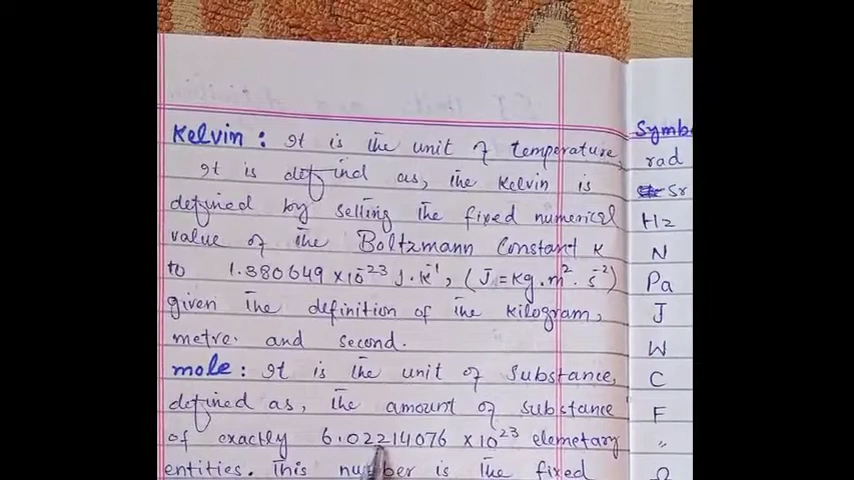 Kelvin: It is the unit of temperature,
It is defined as, the kelvin is
defined by selling the fixed numerical
value of the Boltzmann Constant K
to 1.380649 × 10⁻²³ J.K⁻¹, (J = Kg.m².s⁻²)
given the definition of the kilogram,
metre. and second.
mole: It is the unit of substance,
defined as, the amount of substance
of exactly 6.02214076 × 10²³ elemetary
entities. This number is the fixed
Symb
rad
Sr
Hz
N
Pa
J
W
C
F
"
Ω